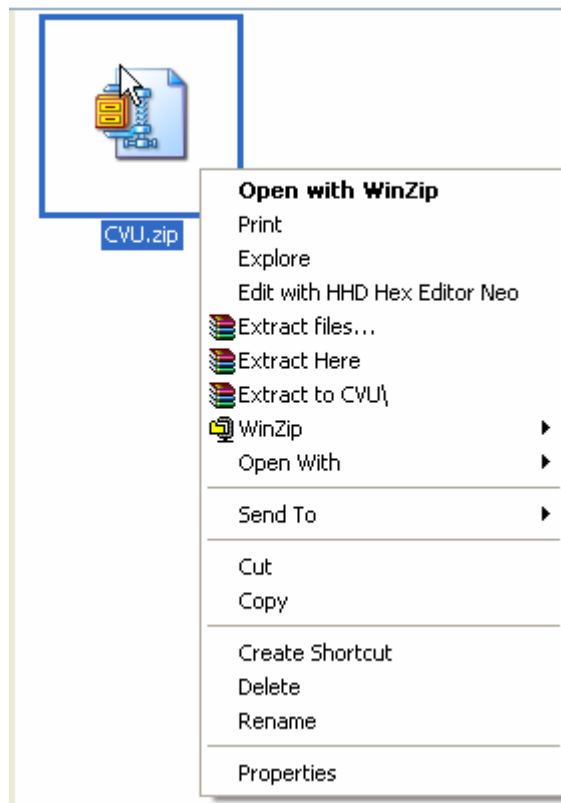 CVU.zip
Open with WinZip
Print
Explore
Edit with HHD Hex Editor Neo
Extract files...
Extract Here
Extract to CVU\
WinZip
Open With
Send To
Cut
Copy
Create Shortcut
Delete
Rename
Properties